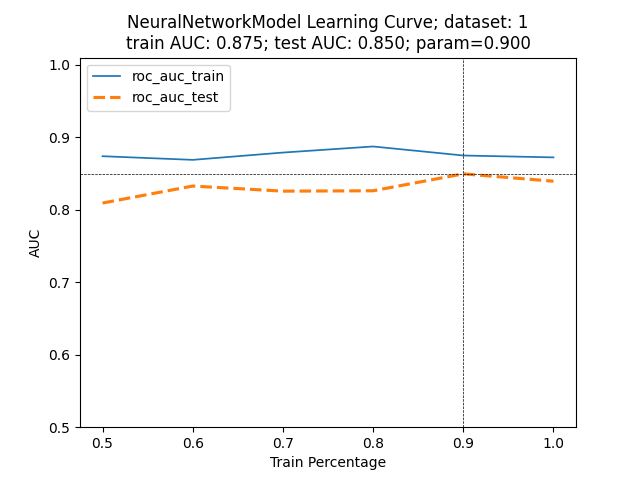 NeuralNetworkModel Learning Curve; dataset: 1
train AUC: 0.875; test AUC: 0.850; param=0.900
roc_auc_train
roc_auc_test
1.0
0.9
0.8
0.7
0.6
0.5
AUC
0.5 0.6 0.7 0.8 0.9 1.0
Train Percentage